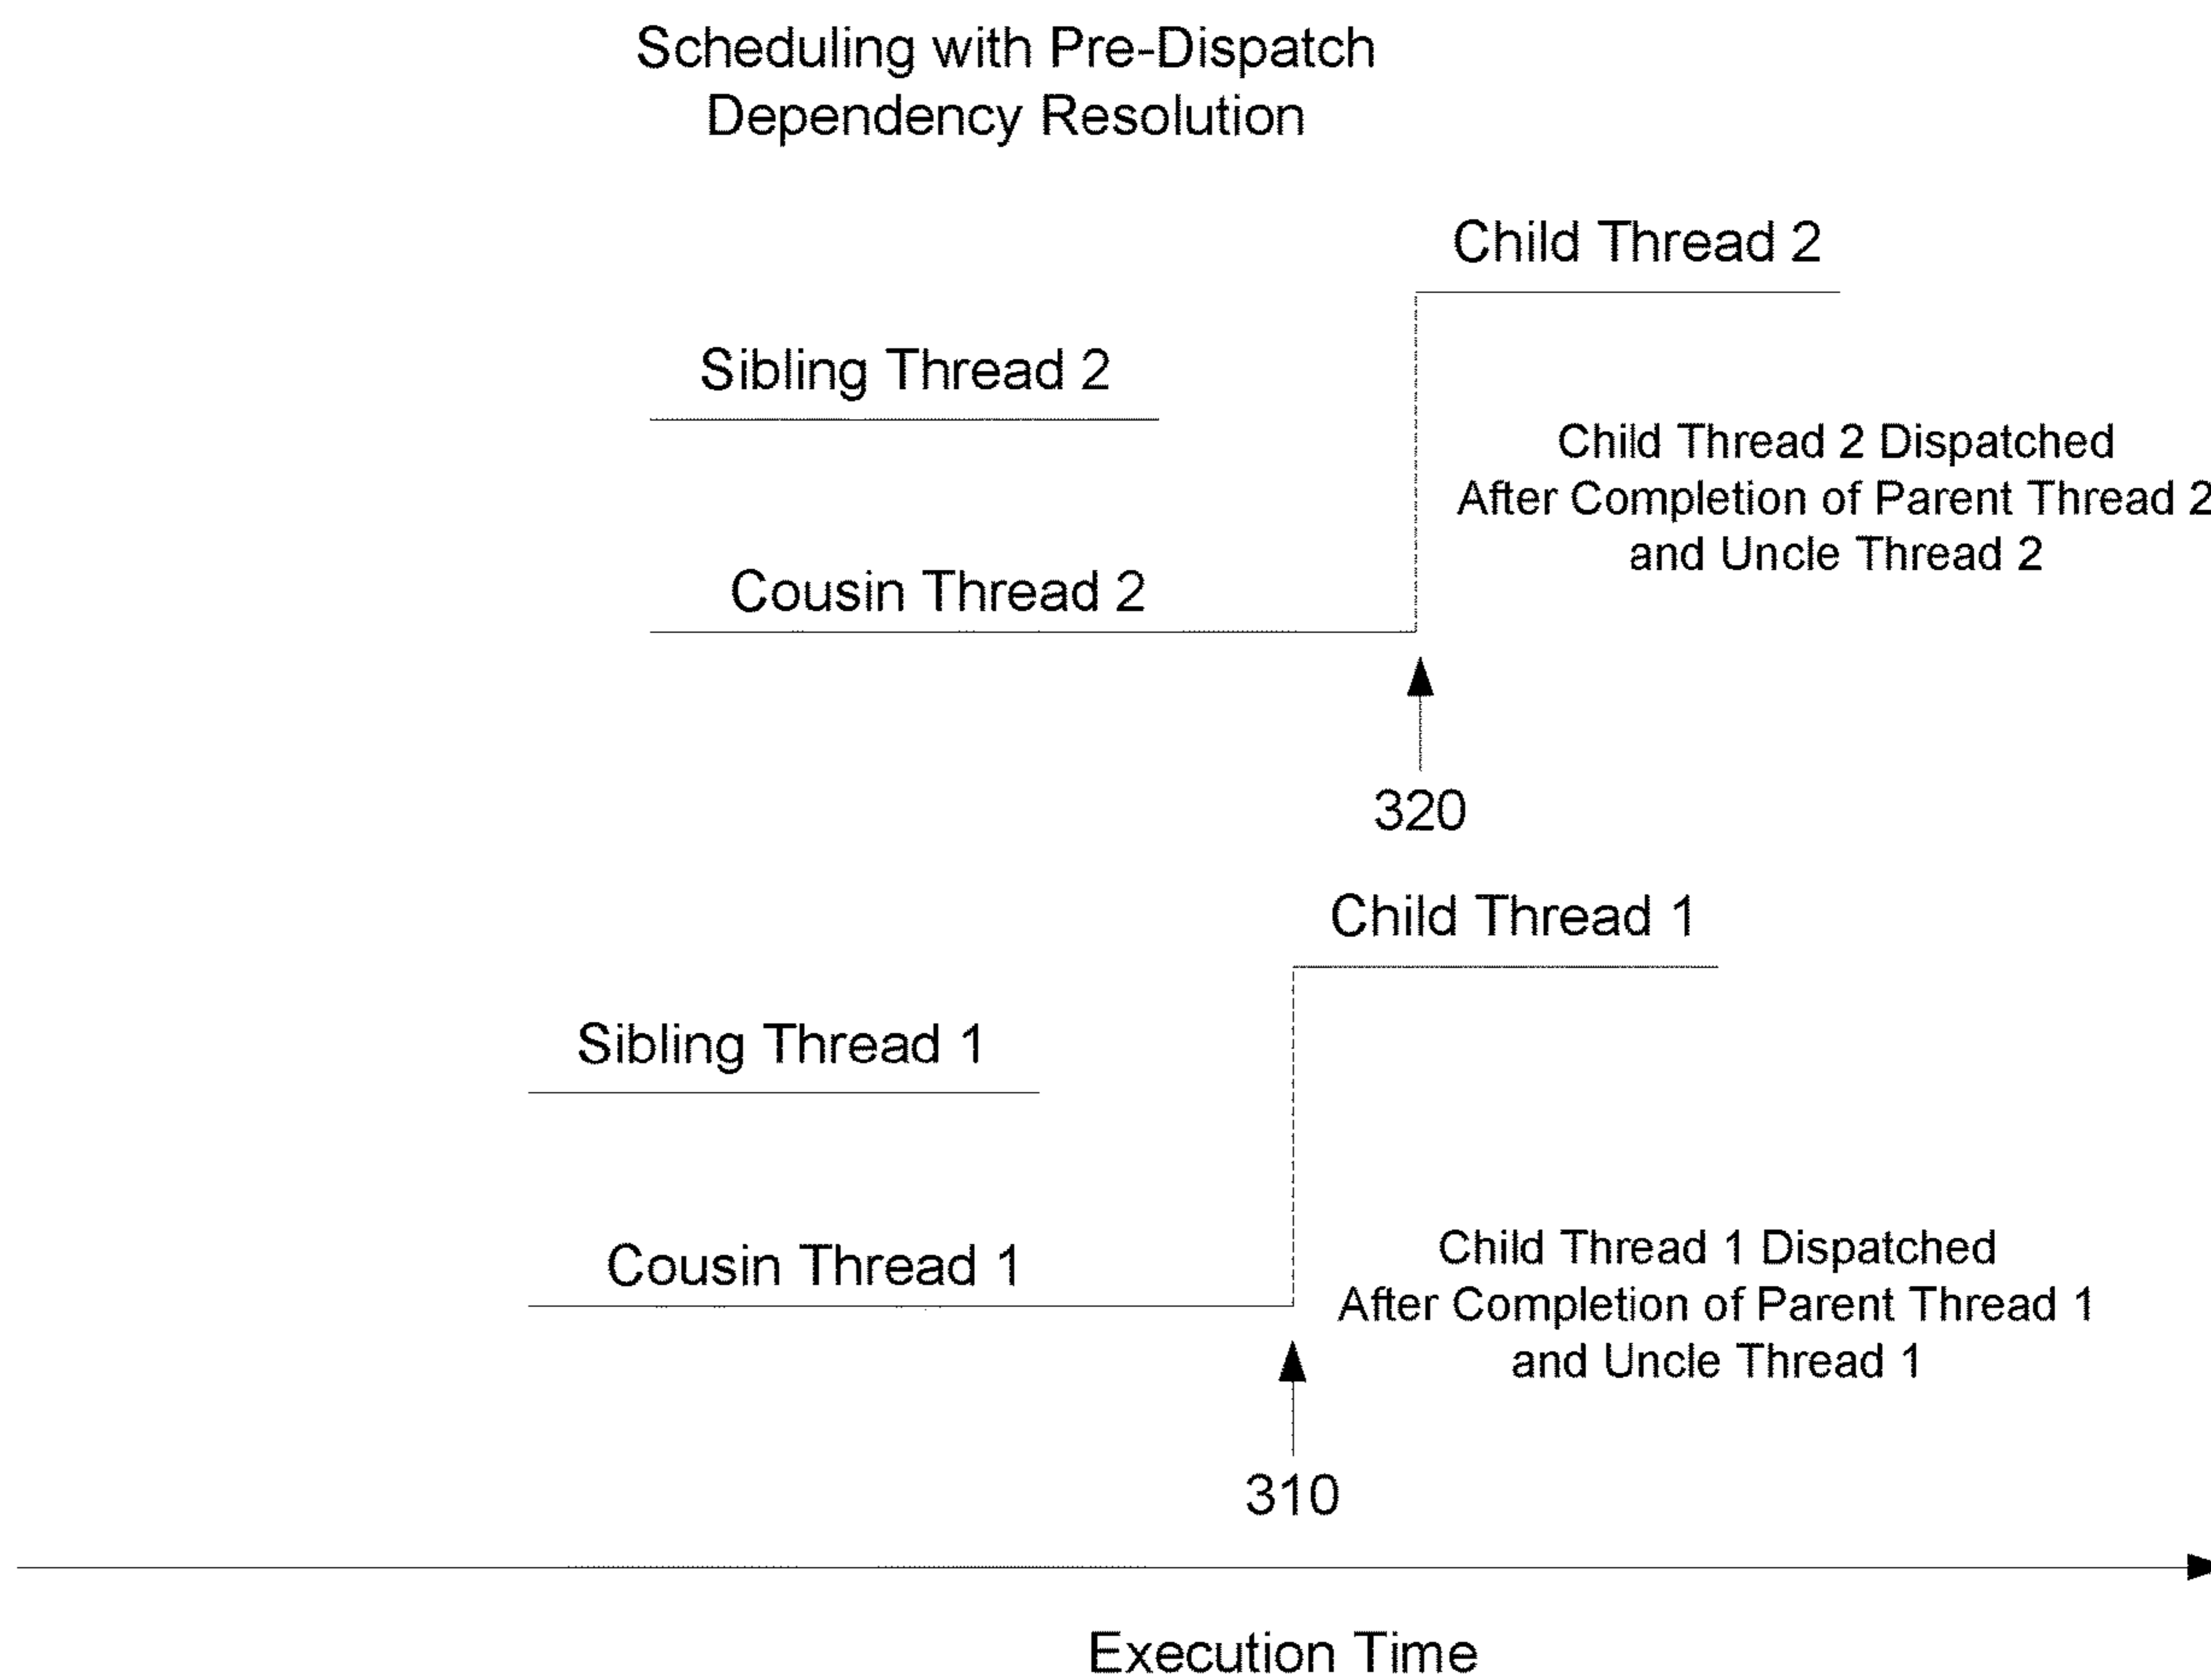 Scheduling with Pre-Dispatch
Dependency Resolution
Child Thread 2
Sibling Thread 2
Child Thread 2 Dispatched
After Completion of Parent Thread 2
and Uncle Thread 2
Cousin Thread 2
320
Child Thread 1
Sibling Thread 1
Cousin Thread 1
Child Thread 1 Dispatched
After Completion of Parent Thread 1
and Uncle Thread 1
310
Execution Time